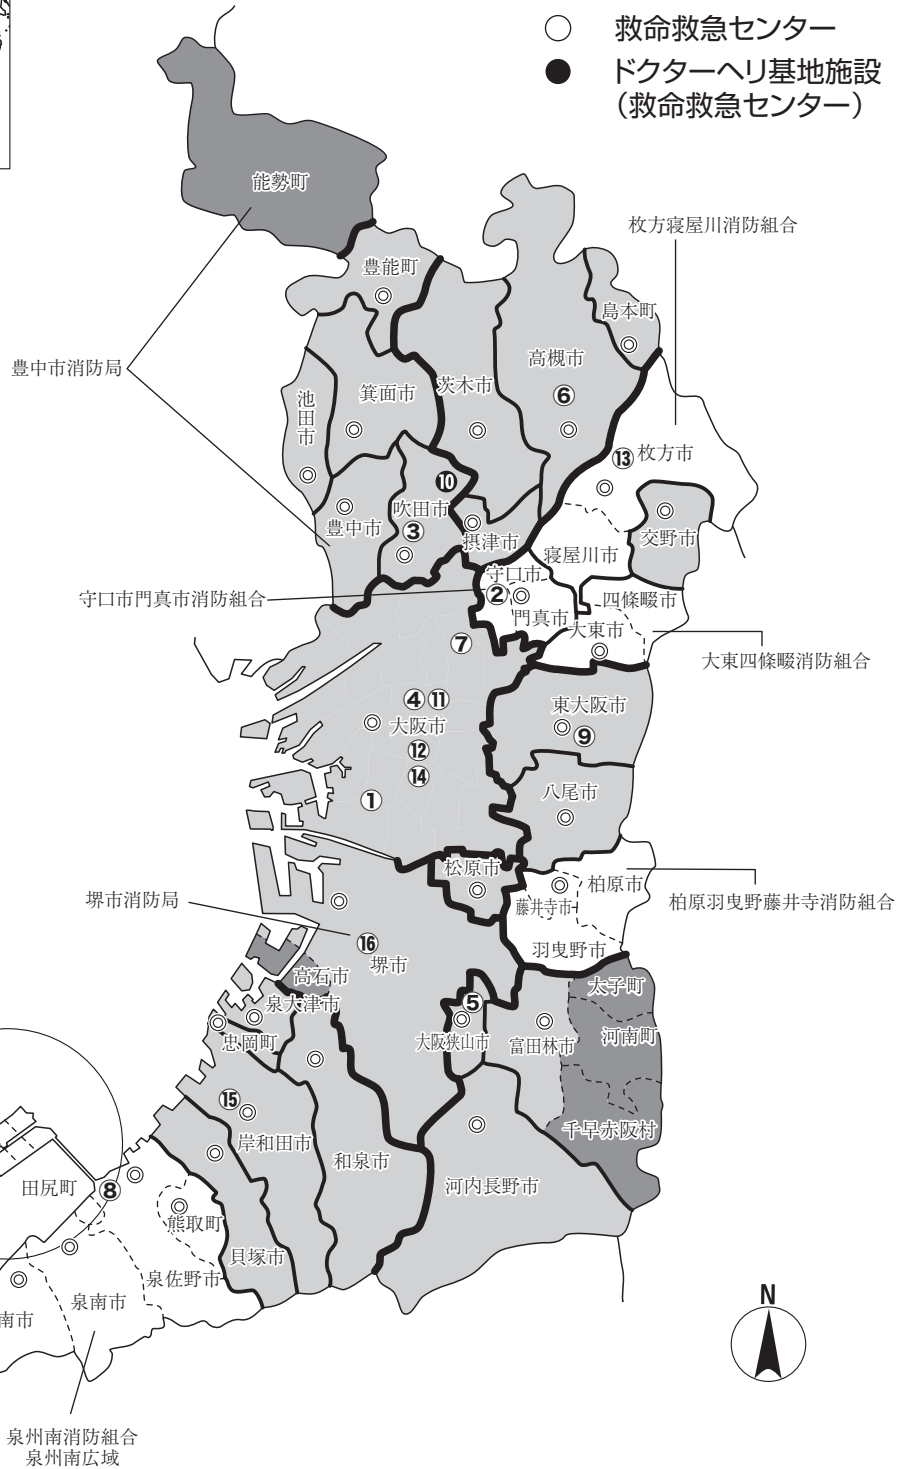 ○ 救命救急センター
● ドクターヘリ基地施設
(救命救急センター)
能勢町
枚方寝屋川消防組合
豊能町
島本町
豊中市消防局
高槻市
茨木市
箕面市
池田市
⑥
⑬ 枚方市
⑩
吹田市
豊中市
③
摂津市
交野市
寝屋川市
守口市
②
守口市門真市消防組合
四條畷市
門真市
大東市
⑦
大東四條畷消防組合
④ ⑪
東大阪市
大阪市
⑨
⑫
⑭
八尾市
①
松原市
柏原市
堺市消防局
柏原羽曳野藤井寺消防組合
藤井寺市
⑯
羽曳野市
堺市
高石市
太子町
泉大津市
⑤
河南町
忠岡町
大阪狭山市
富田林市
⑮
千早赤阪村
岸和田市
和泉市
河内長野市
田尻町
⑧
熊取町
貝塚市
泉佐野市
泉南市
南市
N
泉州南消防組合
泉州南広域